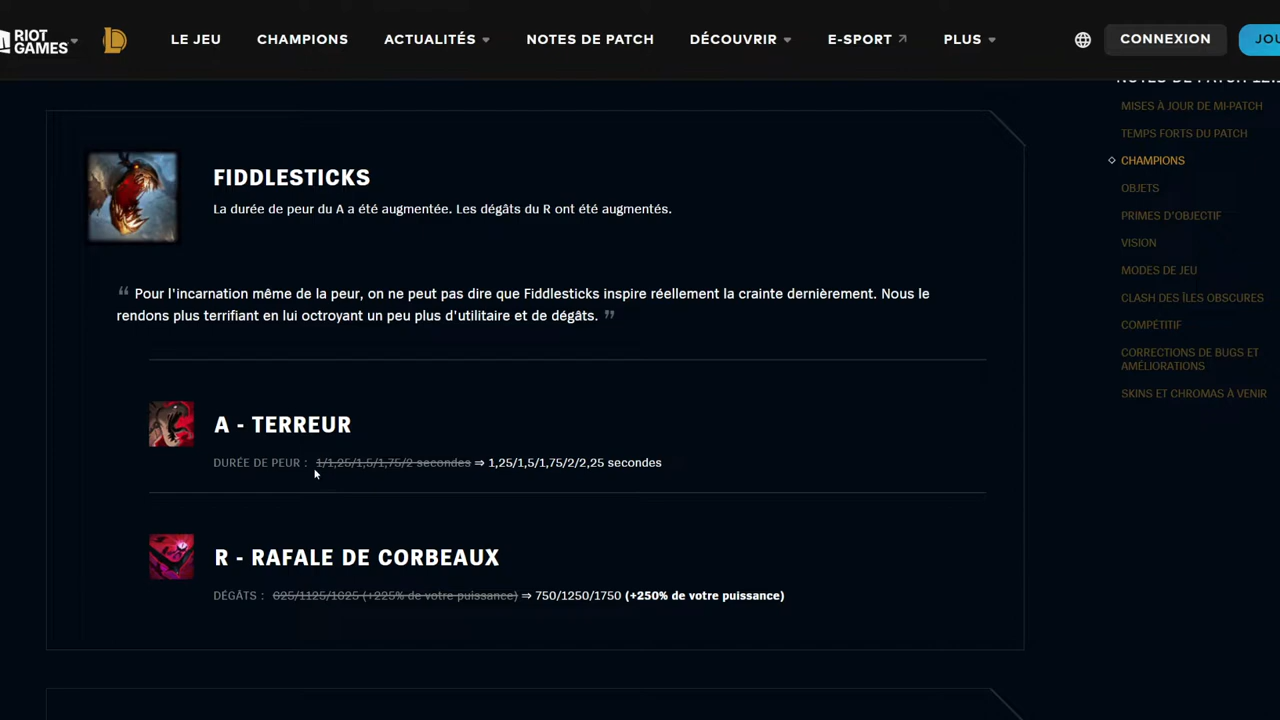 RIOT
GAMES
LE JEU
CHAMPIONS
ACTUALITÉS
NOTES DE PATCH
DÉCOUVRIR
E-SPORT
PLUS
CONNEXION
MISES À JOUR DE MI-PATCH
TEMPS FORTS DU PATCH
CHAMPIONS
OBJETS
PRIMES D'OBJECTIF
VISION
MODES DE JEU
CLASH DES ÎLES OBSCURES
COMPÉTITIF
CORRECTIONS DE BUGS ET
AMÉLIORATIONS
SKINS ET CHROMAS À VENIR
FIDDLESTICKS
La durée de peur du A a été augmentée. Les dégâts du R ont été augmentés.
“ Pour l'incarnation même de la peur, on ne peut pas dire que Fiddlesticks inspire réellement la crainte dernièrement. Nous le
rendons plus terrifiant en lui octroyant un peu plus d'utilitaire et de dégâts. ”
A - TERREUR
DURÉE DE PEUR : 1/1,25/1,5/1,75/2 secondes ⇒ 1,25/1,5/1,75/2/2,25 secondes
R - RAFALE DE CORBEAUX
DÉGÂTS : 625/1125/1625 (+225% de votre puissance) ⇒ 750/1250/1750 (+250% de votre puissance)